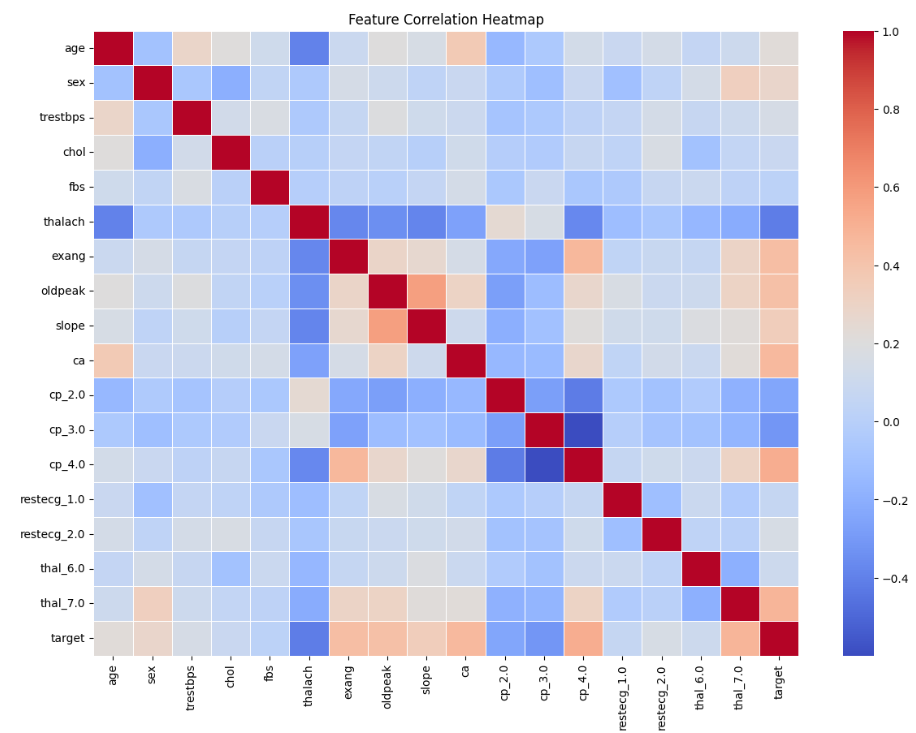 Feature Correlation Heatmap
age
sex
trestbps
chol
fbs
thalach
exang
oldpeak
slope
ca
cp_2.0
cp_3.0
cp_4.0
restecg_1.0
restecg_2.0
thal_6.0
thal_7.0
target
age
sex
trestbps
chol
fbs
thalach
exang
oldpeak
slope
ca
cp_2.0
cp_3.0
cp_4.0
restecg_1.0
restecg_2.0
thal_6.0
thal_7.0
target
1.0
0.8
0.6
0.4
0.2
0.0
−0.2
−0.4